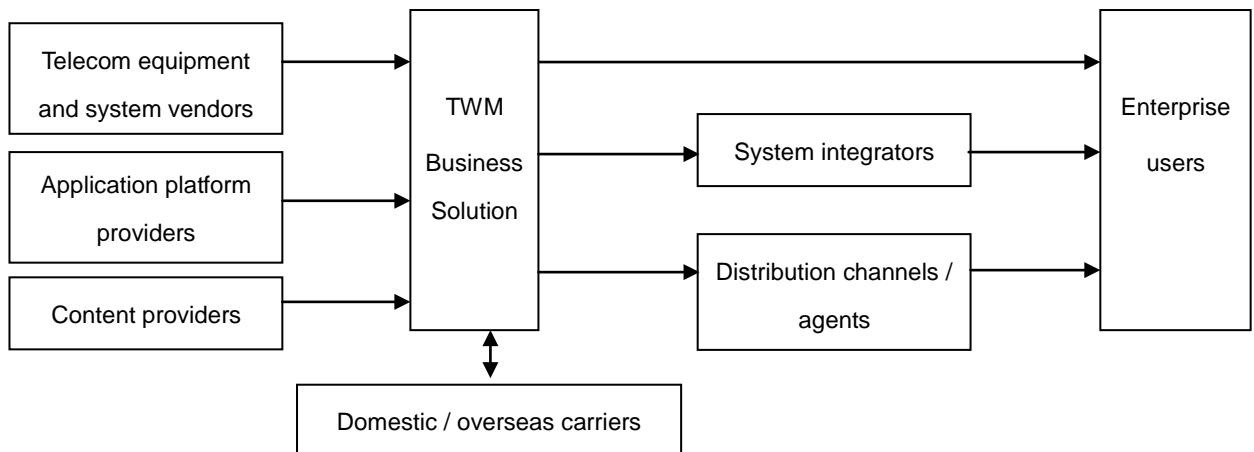 Telecom equipment
and system vendors
Application platform
providers
Content providers
TWM
Business
Solution
System integrators
Distribution channels /
agents
Enterprise
users
Domestic / overseas carriers